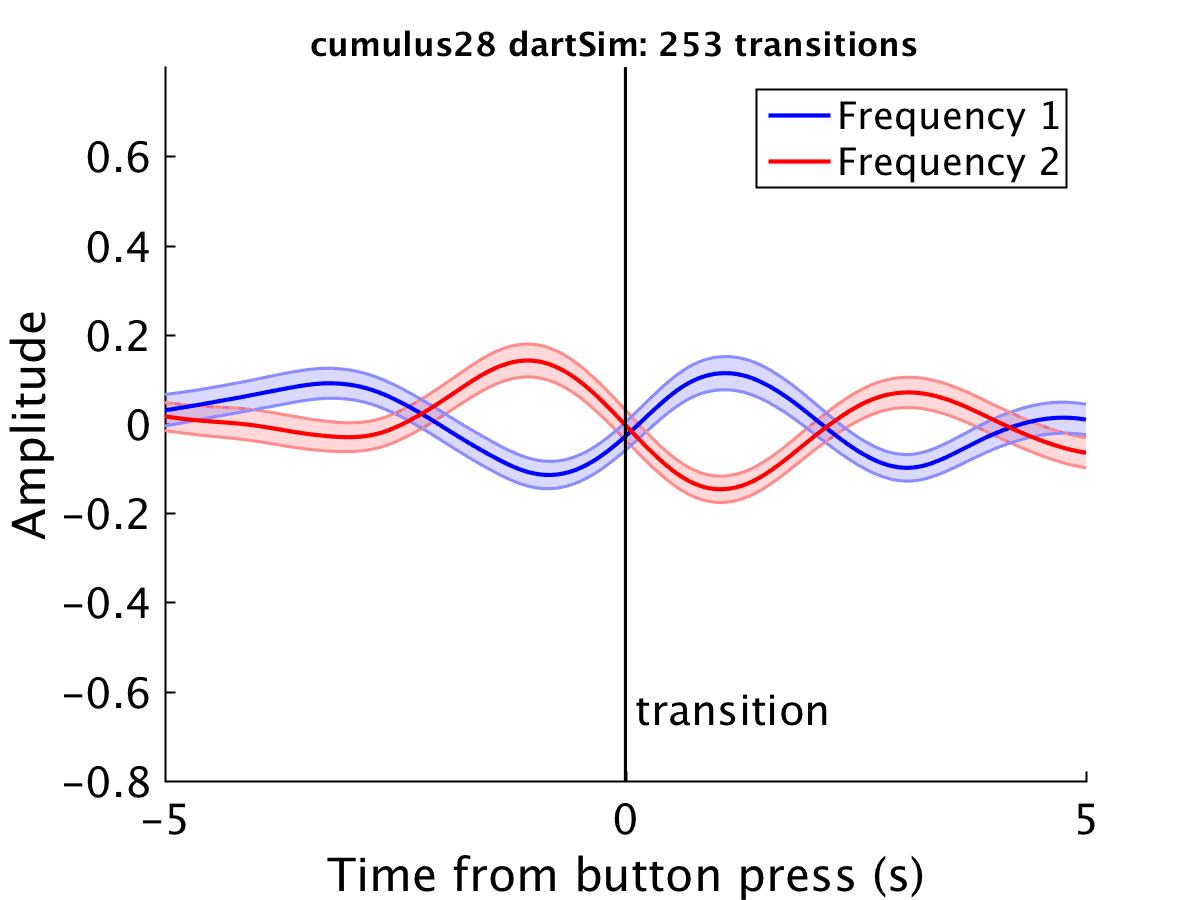 cumulus28 dartSim: 253 transitions
Frequency 1
Frequency 2
0.6
0.4
0.2
0
−0.2
−0.4
−0.6
−0.8
Amplitude
transition
−5
0
5
Time from button press (s)